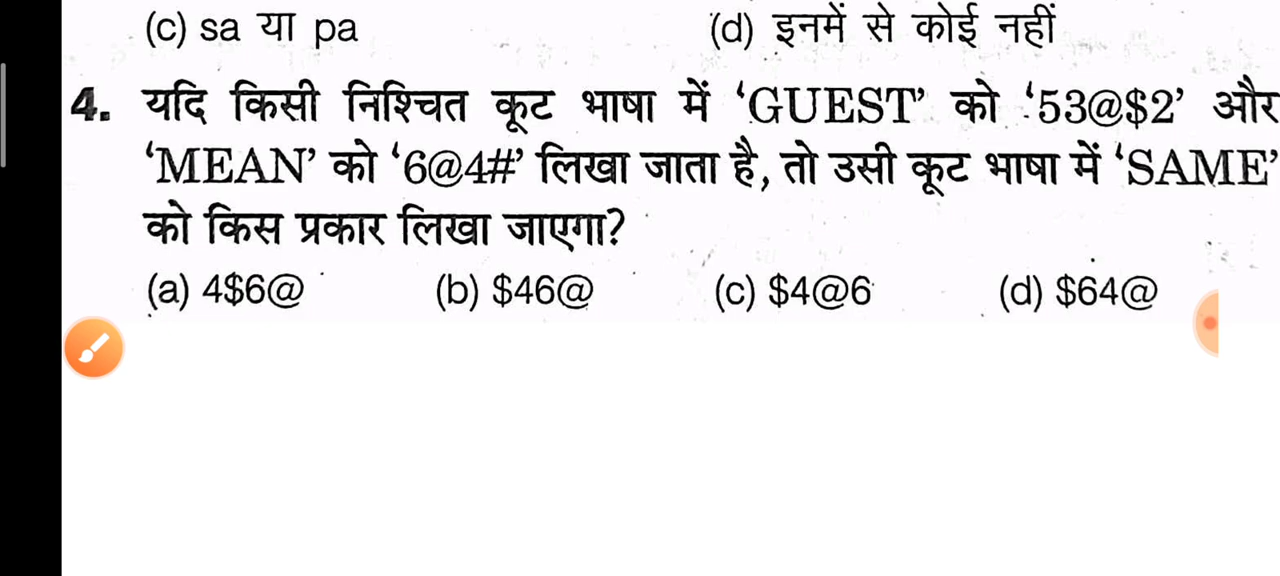 (c) sa या pa (d) इनमें से कोई नहीं
4. यदि किसी निश्चित कूट भाषा में ‘GUEST’ को ‘53@$2’ और
‘MEAN’ को ‘6@4#’ लिखा जाता है, तो उसी कूट भाषा में ‘SAME’
को किस प्रकार लिखा जाएगा?
(a) 4$6@ (b) $46@ (c) $4@6 (d) $64@